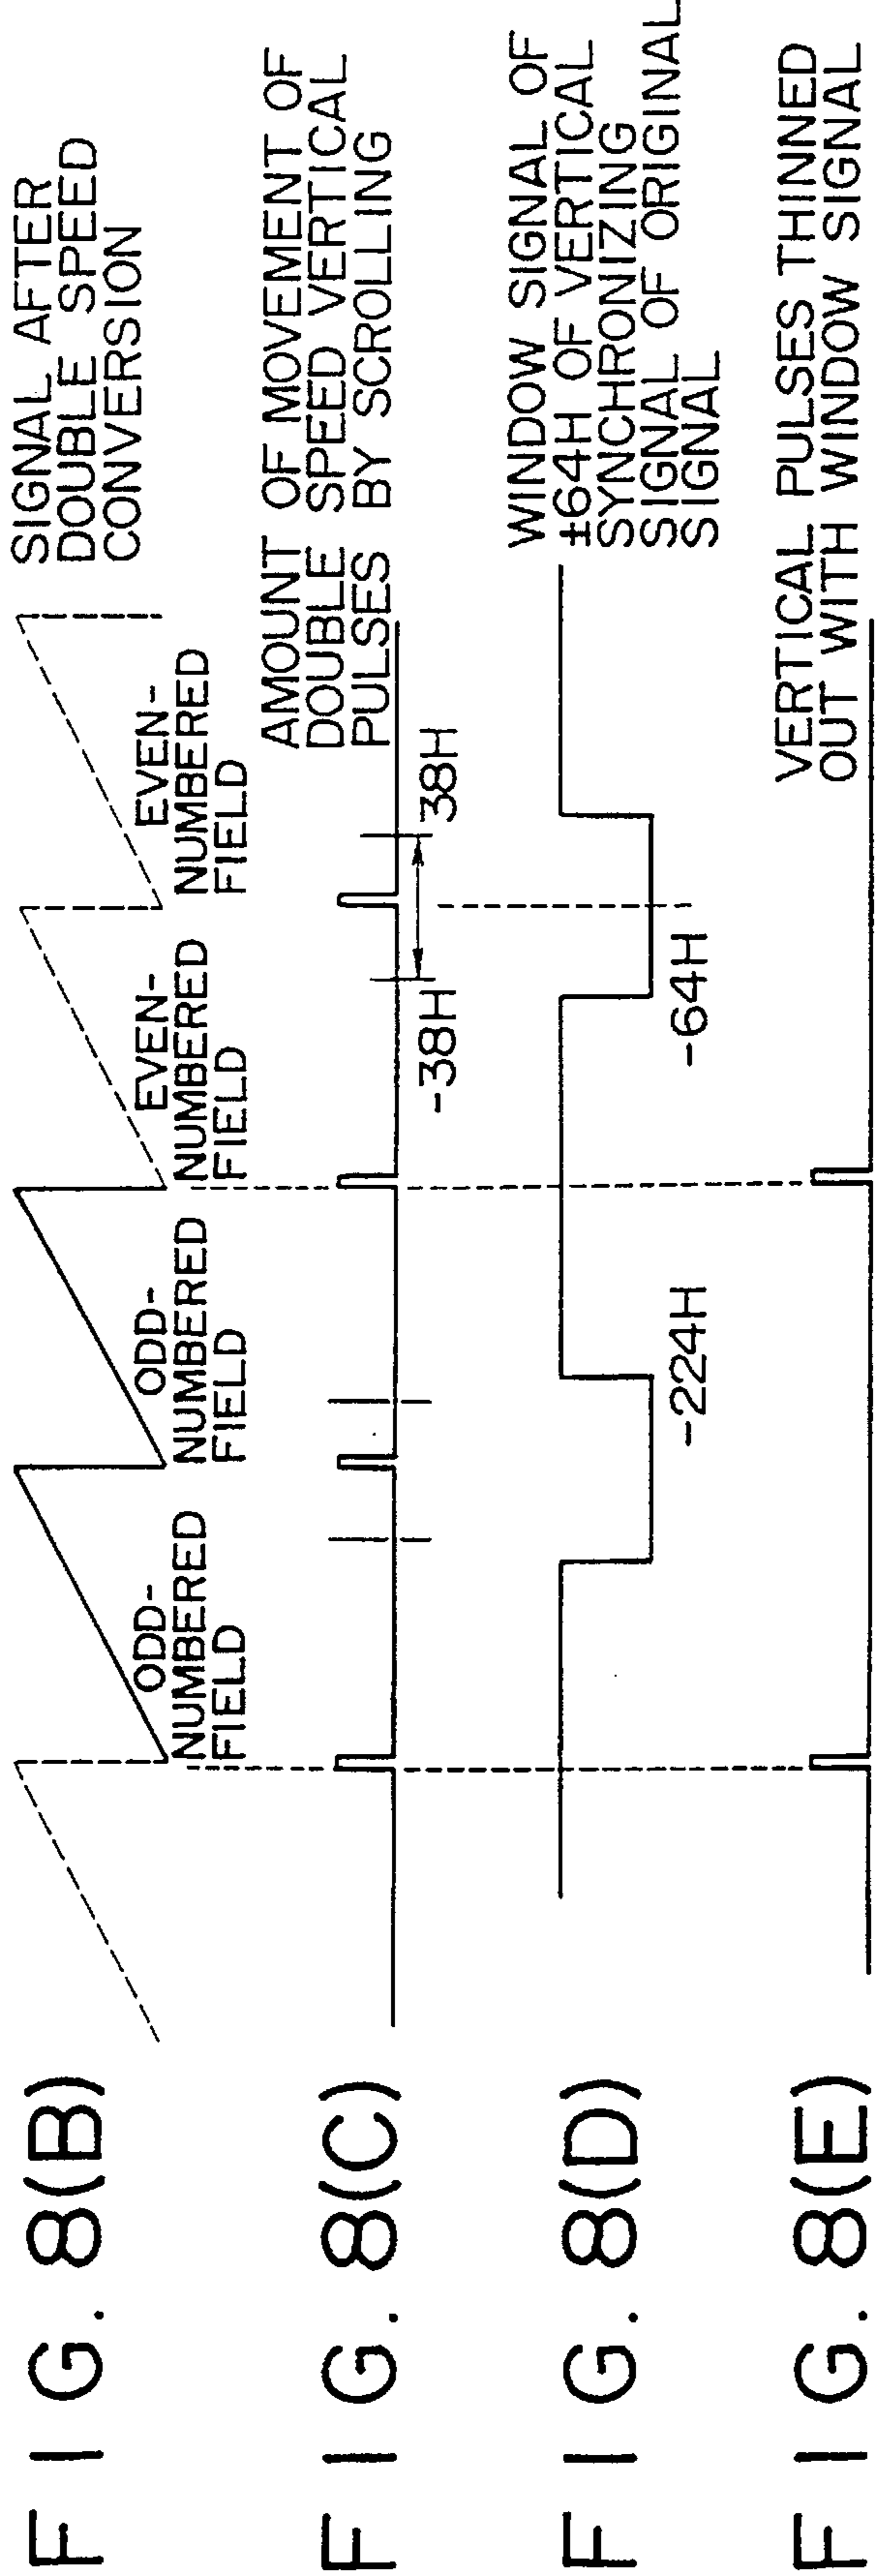 FIG. 8(B)
ODD-
NUMBERED
FIELD
ODD-
NUMBERED
FIELD
EVEN-
NUMBERED
FIELD
EVEN-
NUMBERED
FIELD
SIGNAL AFTER
DOUBLE SPEED
CONVERSION
FIG. 8(C)
-38H
38H
AMOUNT OF MOVEMENT OF
DOUBLE SPEED VERTICAL
PULSES BY SCROLLING
FIG. 8(D)
-224H
-64H
WINDOW SIGNAL OF
±64H OF VERTICAL
SYNCHRONIZING
SIGNAL OF ORIGINAL
SIGNAL
FIG. 8(E)
VERTICAL PULSES THINNED
OUT WITH WINDOW SIGNAL